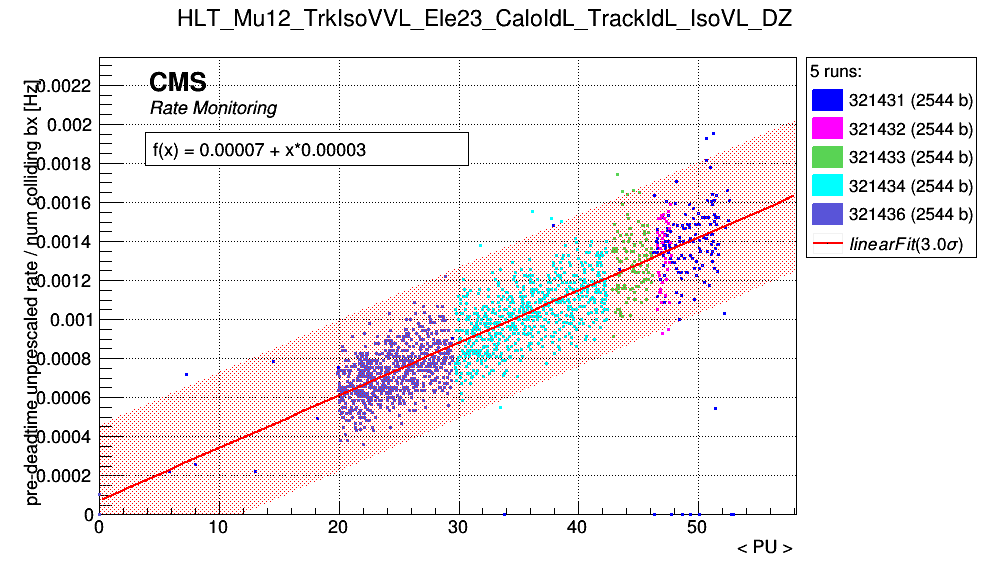 HLT_Mu12_TrkIsoVVL_Ele23_CaloIdL_TrackIdL_IsoVL_DZ
CMS
Rate Monitoring
f(x) = 0.00007 + x*0.00003
pre-deadtime unprescaled rate / num colliding bx [Hz]
0.0022
0.002
0.0018
0.0016
0.0014
0.0012
0.001
0.0008
0.0006
0.0004
0.0002
0
0 10 20 30 40 50
< PU >
5 runs:
321431 (2544 b)
321432 (2544 b)
321433 (2544 b)
321434 (2544 b)
321436 (2544 b)
linearFit(3.0σ)